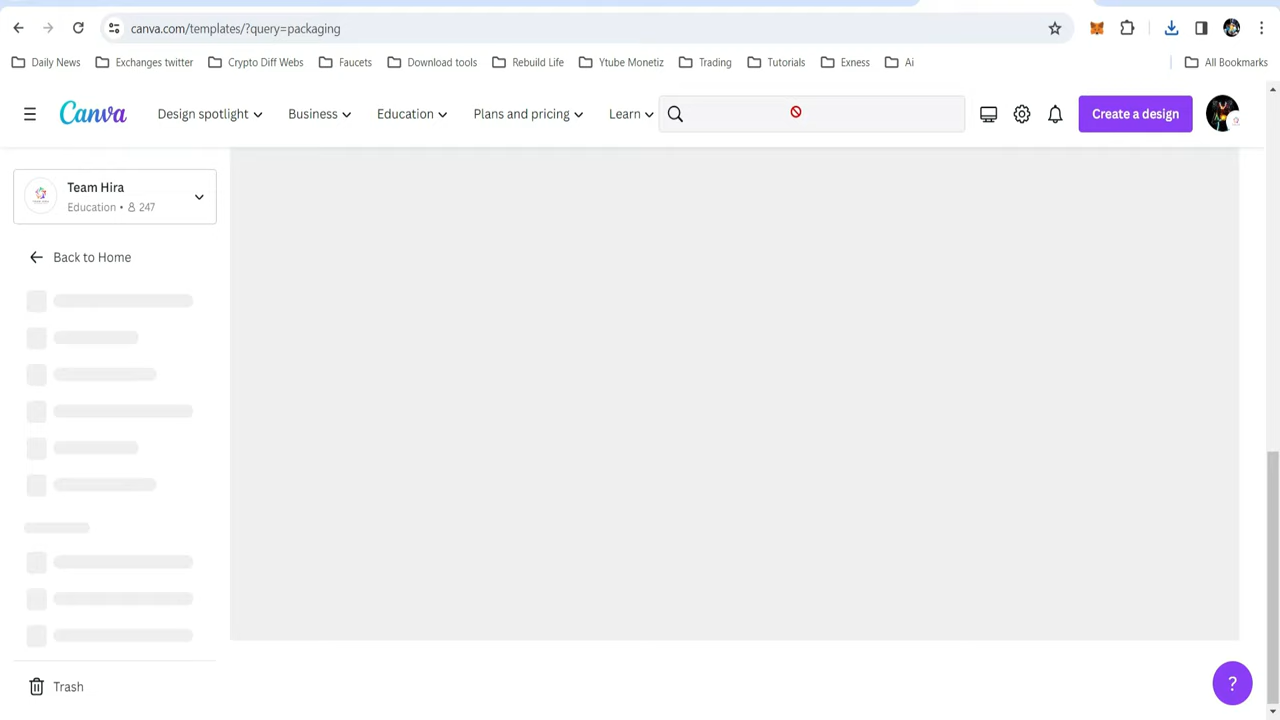 canva.com/templates/?query=packaging
Daily News
Exchanges twitter
Crypto Diff Webs
Faucets
Download tools
Rebuild Life
Ytube Monetiz
Trading
Tutorials
Exness
Ai
All Bookmarks
Canva
Design spotlight
Business
Education
Plans and pricing
Learn
Create a design
Team Hira
Education • 247
Back to Home
Trash
?